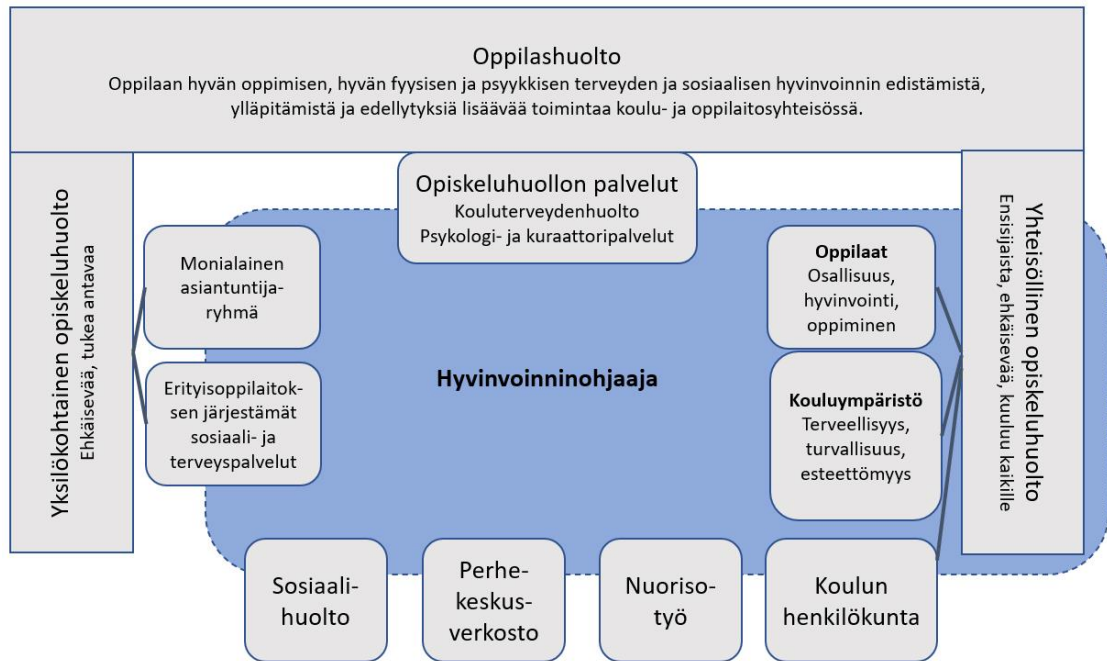 Oppilashuolto
Oppilaan hyvän oppimisen, hyvän fyysisen ja psyykkisen terveyden ja sosiaalisen hyvinvoinnin edistämistä,
ylläpitämistä ja edellytyksiä lisäävää toimintaa koulu- ja oppilaitosyhteisössä.
Yksilökohtainen opiskeluhuolto
Ehkäisevää, tukea antavaa
Opiskeluhuollon palvelut
Kouluterveydenhuolto
Psykologi- ja kuraattoripalvelut
Monialainen
asiantuntija-
ryhmä
Erityisoppilaitok-
sen järjestämät
sosiaali- ja
terveyspalvelut
Hyvinvoinninohjaaja
Oppilaat
Osallisuus,
hyvinvointi,
oppiminen
Kouluympäristö
Terveellisyys,
turvallisuus,
esteettömyys
Yhteisöllinen opiskeluhuolto
Ensisijaista, ehkäisevää, kuuluu kaikille
Sosiaali-
huolto
Perhe-
keskus-
verkosto
Nuoriso-
työ
Koulun
henkilökunta